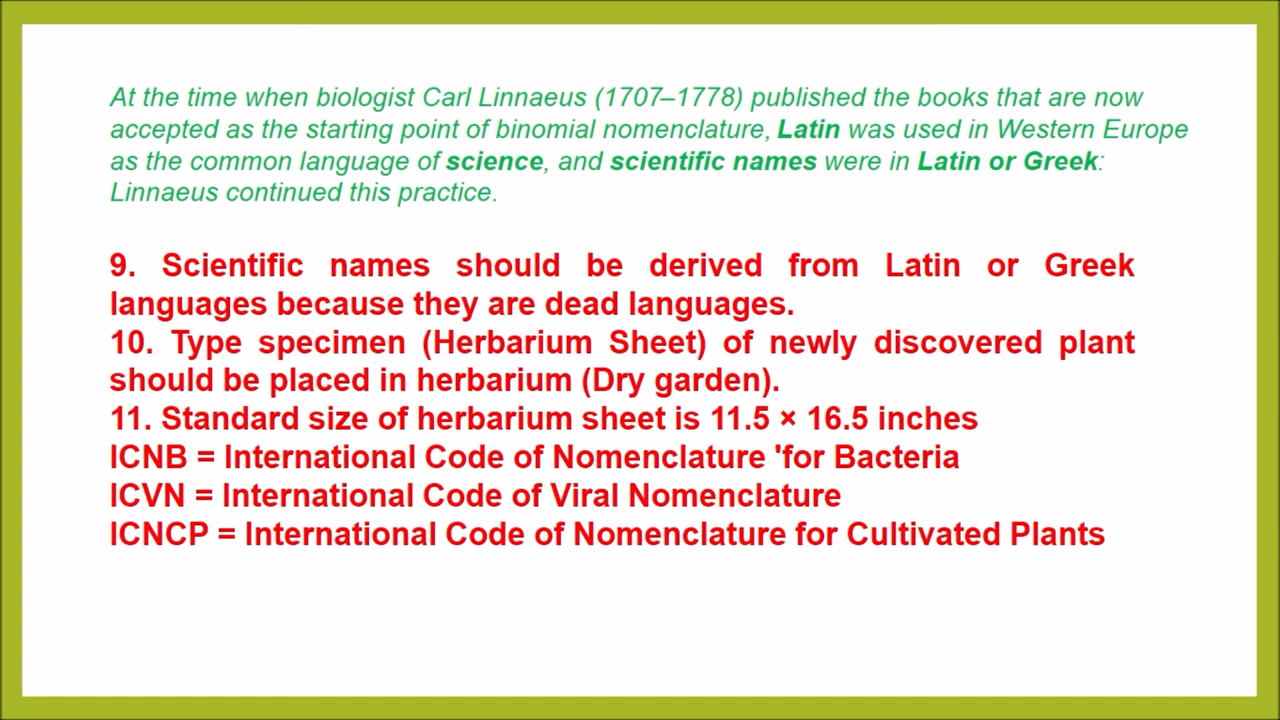 At the time when biologist Carl Linnaeus (1707–1778) published the books that are now
accepted as the starting point of binomial nomenclature, Latin was used in Western Europe
as the common language of science, and scientific names were in Latin or Greek:
Linnaeus continued this practice.
9. Scientific names should be derived from Latin or Greek
languages because they are dead languages.
10. Type specimen (Herbarium Sheet) of newly discovered plant
should be placed in herbarium (Dry garden).
11. Standard size of herbarium sheet is 11.5 × 16.5 inches
ICNB = International Code of Nomenclature 'for Bacteria
ICVN = International Code of Viral Nomenclature
ICNCP = International Code of Nomenclature for Cultivated Plants